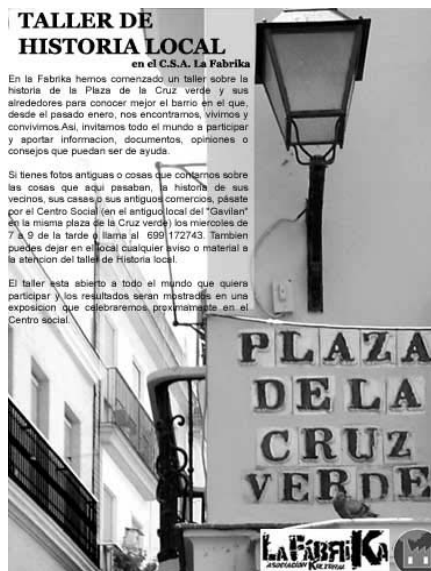 TALLER DE
HISTORIA LOCAL
en el C.S.A. La Fabrika
En la Fabrika hemos comenzado un taller sobre la
historia de la Plaza de la Cruz verde y sus
alrededores para conocer mejor el barrio en el que,
desde el pasado enero, nos encontramos, vivimos y
convivimos.Asi, invitamos todo el mundo a participar
y aportar informacion, documentos, opiniones o
consejos que puedan ser de ayuda.
Si tienes fotos antiguas o cosas que contarnos sobre
las cosas que aqui pasaban, la historia de sus
vecinos, sus casas o sus antiguos comercios, pásate
por el Centro Social (en el antiguo local del "Gavilan"
en la misma plaza de la Cruz verde) los miercoles de
7 a 9 de la tarde o llama al 699 172743. Tambien
puedes dejar en el local cualquier aviso o material a
la atencion del taller de Historia local.
El taller esta abierto a todo el mundo que quiera
participar y los resultados seran mostrados en una
exposicion que celebraremos proximamente en el
Centro social.
PLAZA
DE LA
CRUZ
VERDE
LA FÁBRIKA
ASOCIACION KULTURAL